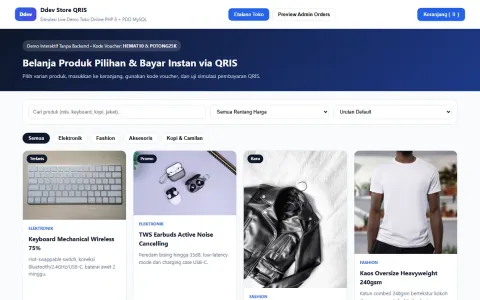 Ddev
Ddev Store QRIS
Simulasi Live Demo Toko Online PHP 8 + PDO MySQL
Etalase Toko
Preview Admin Orders
Keranjang ( 0 )
Demo Interaktif Tanpa Backend • Kode Voucher: HEMAT10 & POTONG25K
Belanja Produk Pilihan & Bayar Instan via QRIS
Pilih varian produk, masukkan ke keranjang, gunakan kode voucher, dan uji simulasi pembayaran QRIS.
Cari produk (mis. keyboard, kopi, jaket)...
Semua Rentang Harga
Urutan Default
Semua
Elektronik
Fashion
Aksesoris
Kopi & Camilan
Terlaris
ELEKTRONIK
Keyboard Mechanical Wireless
75%
Hot-swappable switch, koneksi
Bluetooth/2.4GHz/USB-C, baterai awet 2
minggu.
Promo
ELEKTRONIK
TWS Earbuds Active Noise
Cancelling
Peredam bising hingga 35dB, low-latency
mode dan charging case USB-C.
Baru
FASHION
FASHION
Kaos Oversize Heavyweight
240gsm
Katun combed 240gsm bertekstur kokoh